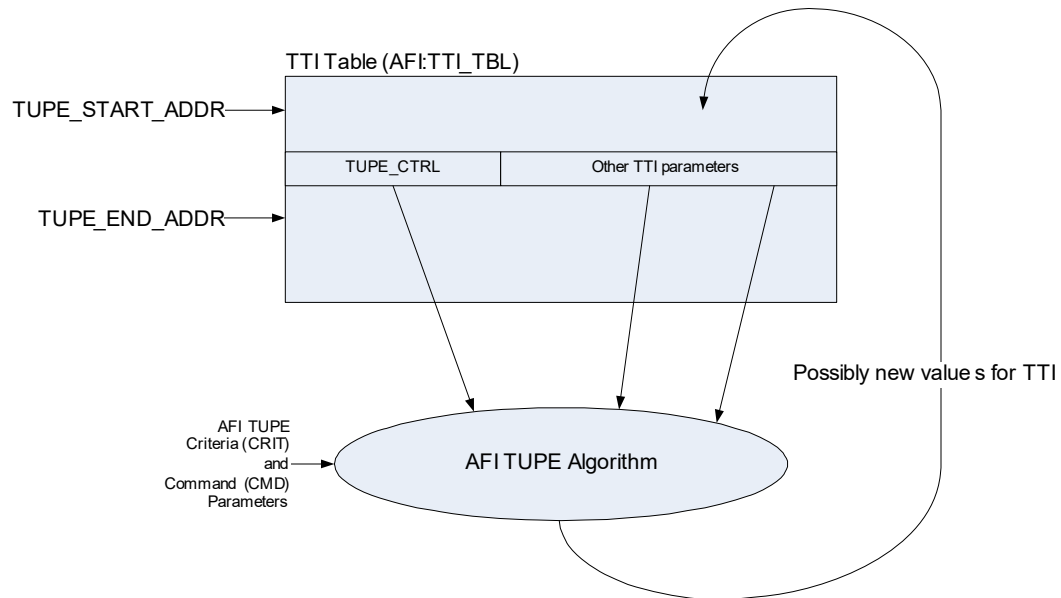 TTI Table (AFI:TTI_TBL)
TUPE_START_ADDR
TUPE_CTRL
Other TTI parameters
TUPE_END_ADDR
Possibly new values for TTI
AFI TUPE
Criteria (CRIT)
and
Command (CMD)
Parameters
AFI TUPE Algorithm